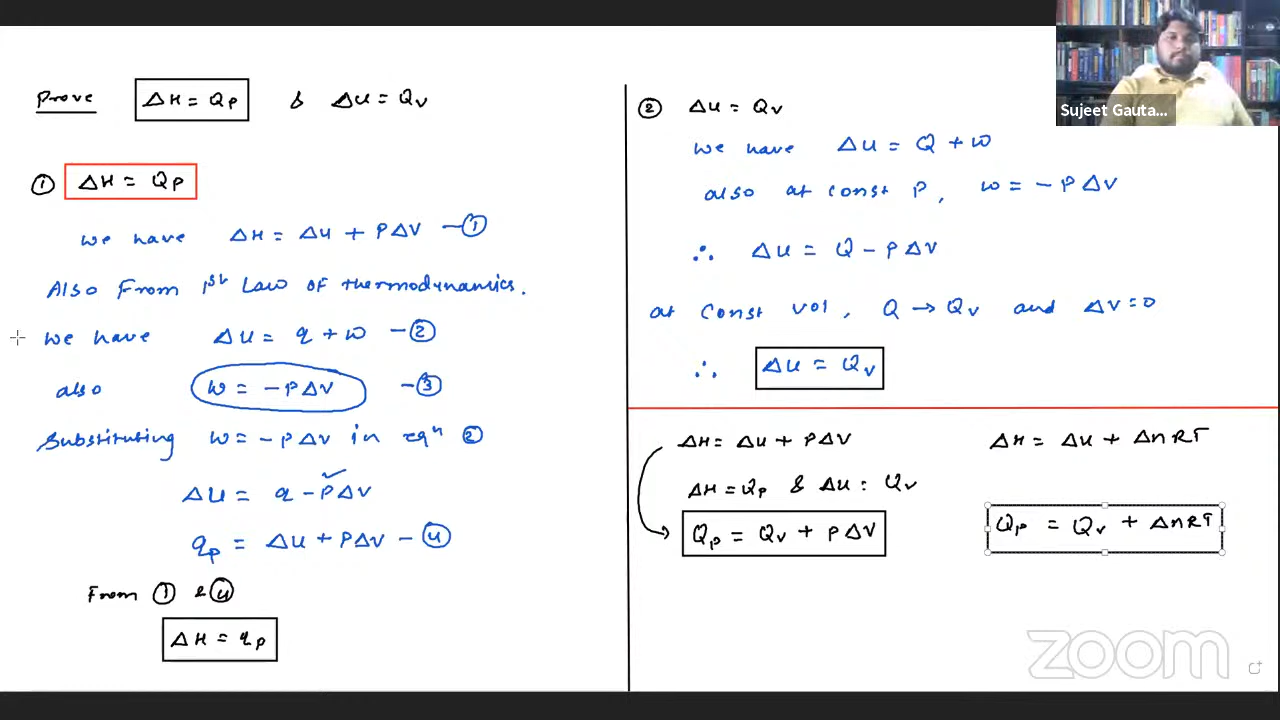 Prove ΔH = Qp & ΔU = Qv
① ΔH = Qp
we have ΔH = ΔU + PΔV —①
Also From 1st Law of thermodynamics.
we have ΔU = q + w —②
also w = -PΔV —③
Substituting w = -PΔV in eqn ②
ΔU = q - PΔV
qp = ΔU + PΔV —④
From ① & ④
ΔH = qp
② ΔU = Qv
we have ΔU = Q + W
also at const P, W = -PΔV
∴ ΔU = Q - PΔV
at const vol, Q → Qv and ΔV=0
∴ ΔU = Qv
ΔH = ΔU + PΔV
ΔH = Qp & ΔU = Qv
Qp = Qv + PΔV
ΔH = ΔU + ΔnRT
Qp = Qv + ΔnRT
Sujeet Gauta...
zoom